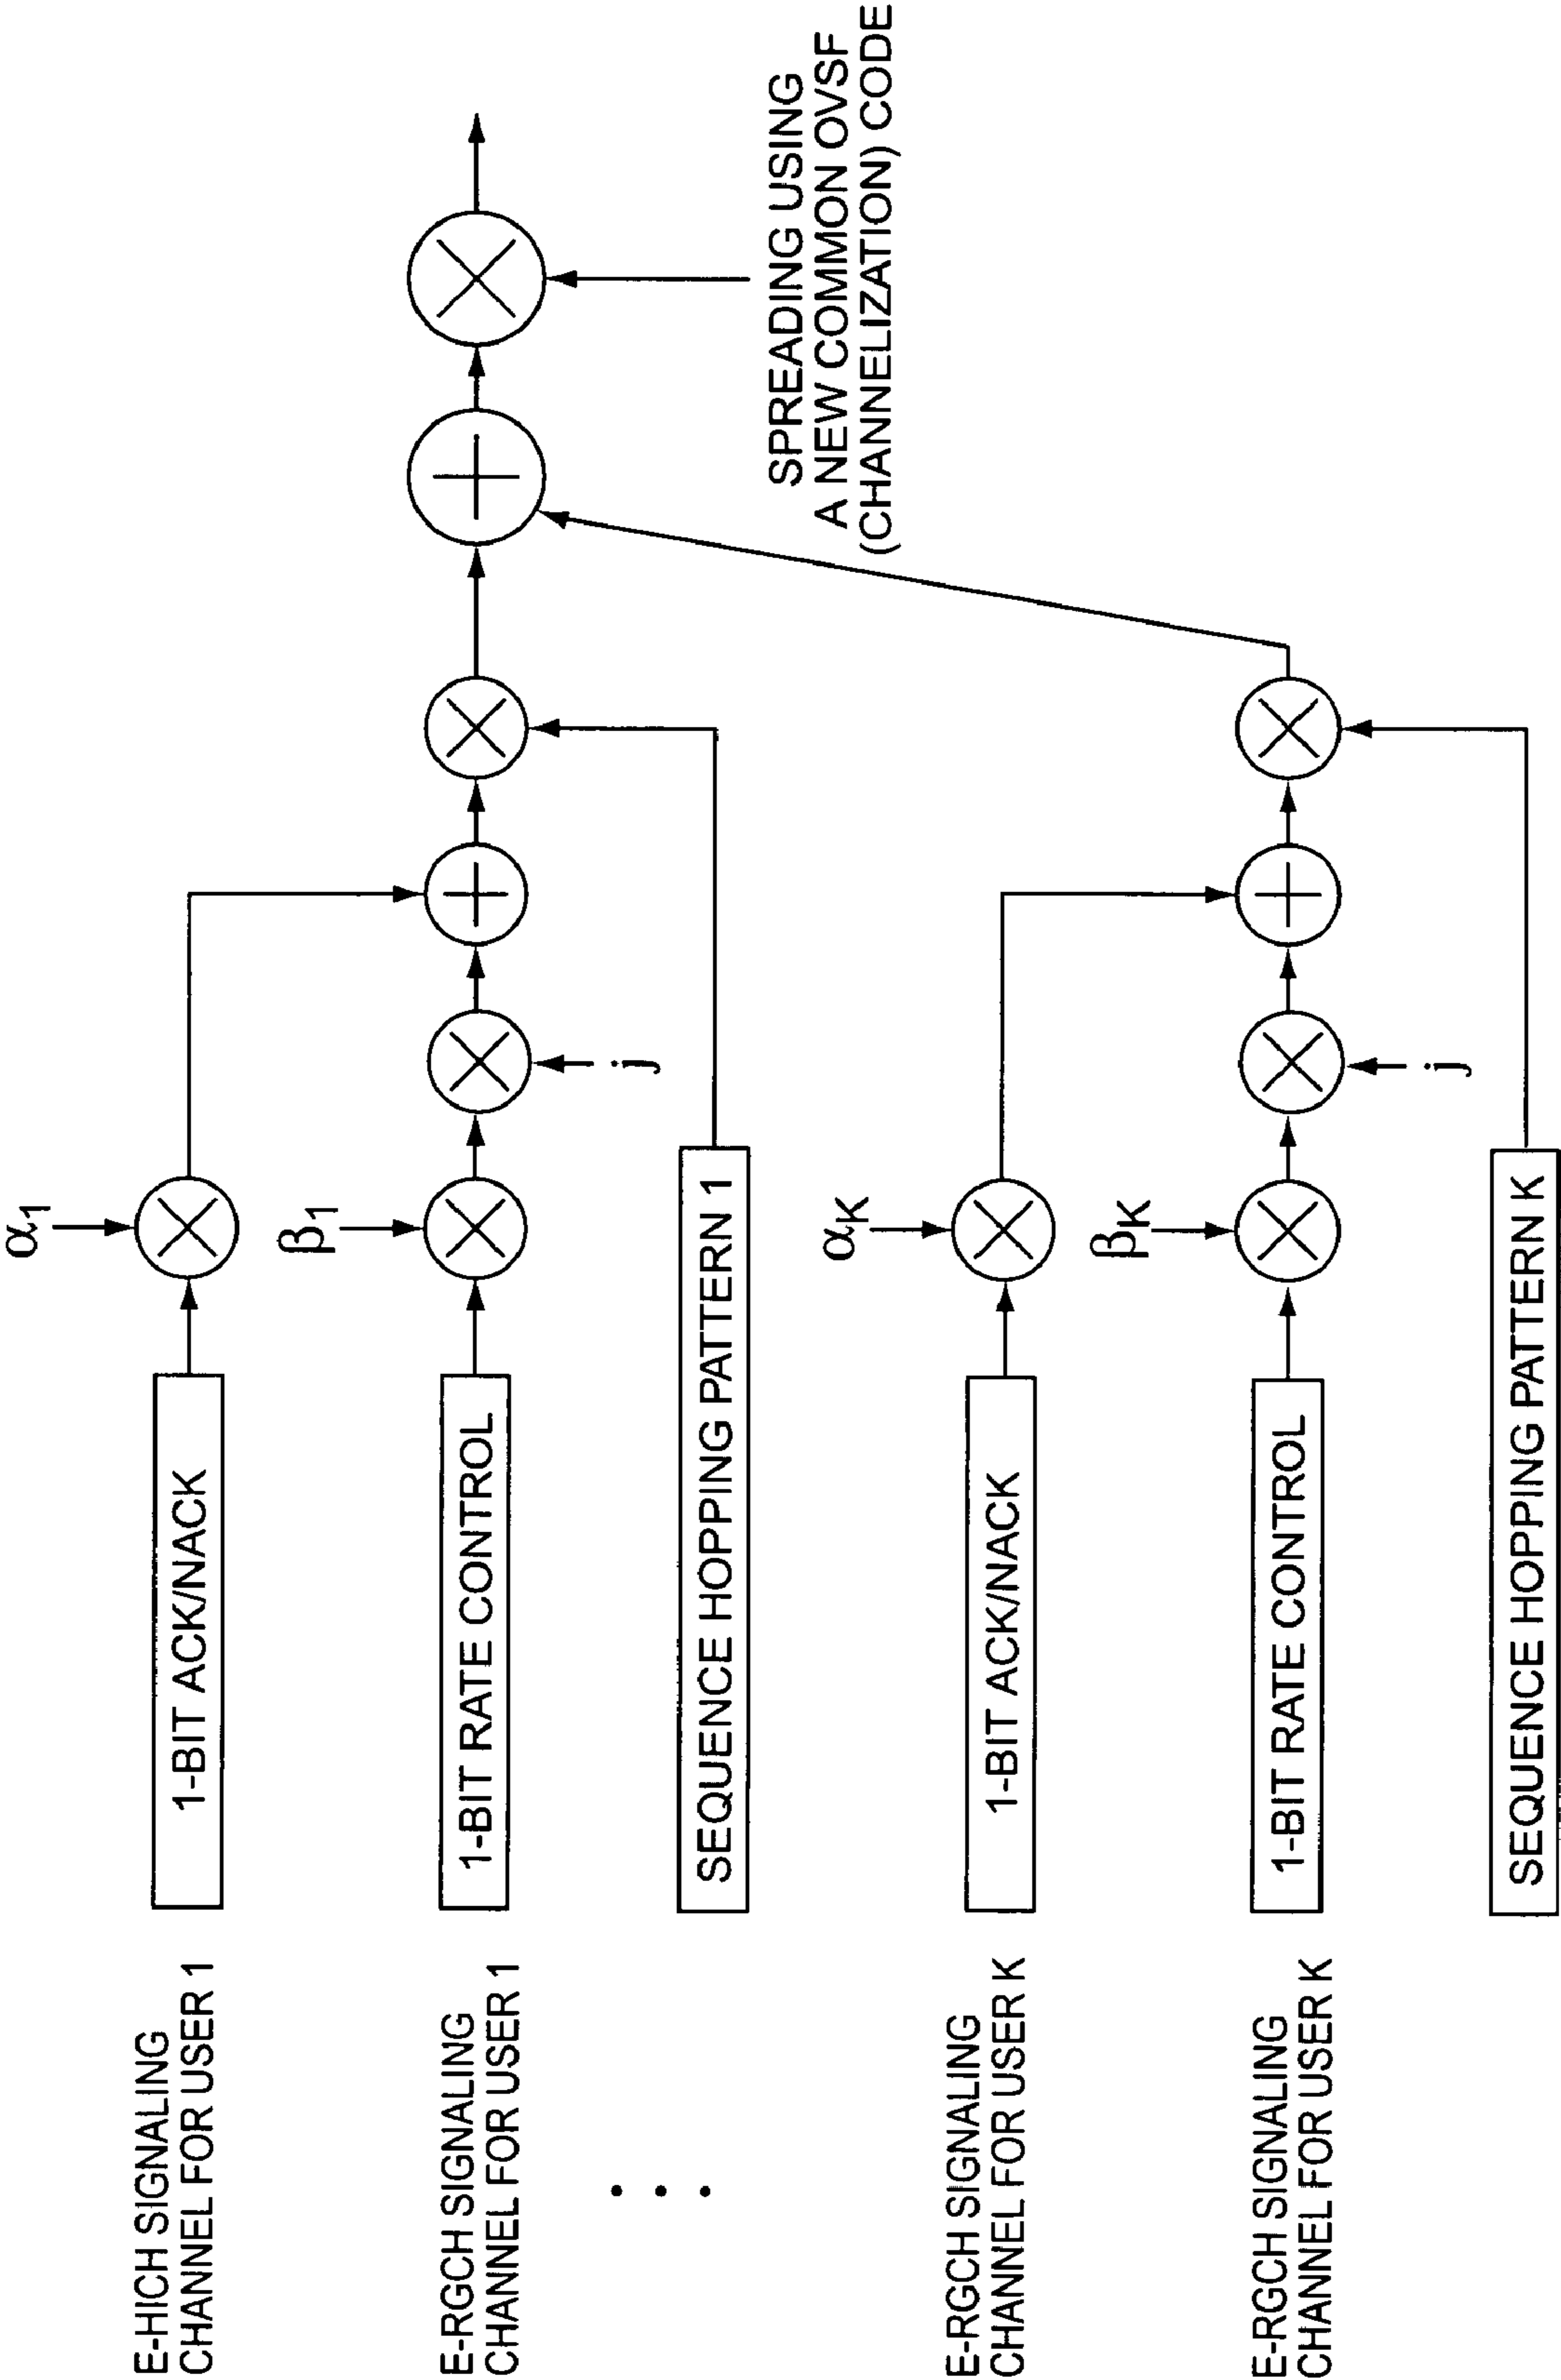 E-HICH SIGNALING
CHANNEL FOR USER 1
1-BIT ACK/NACK
α1
E-RGCH SIGNALING
CHANNEL FOR USER 1
1-BIT RATE CONTROL
β1
j
SEQUENCE HOPPING PATTERN 1
SPREADING USING
A NEW COMMON OVSF
(CHANNELIZATION) CODE
E-RGCH SIGNALING
CHANNEL FOR USER K
1-BIT ACK/NACK
αK
E-RGCH SIGNALING
CHANNEL FOR USER K
1-BIT RATE CONTROL
βK
j
SEQUENCE HOPPING PATTERN K